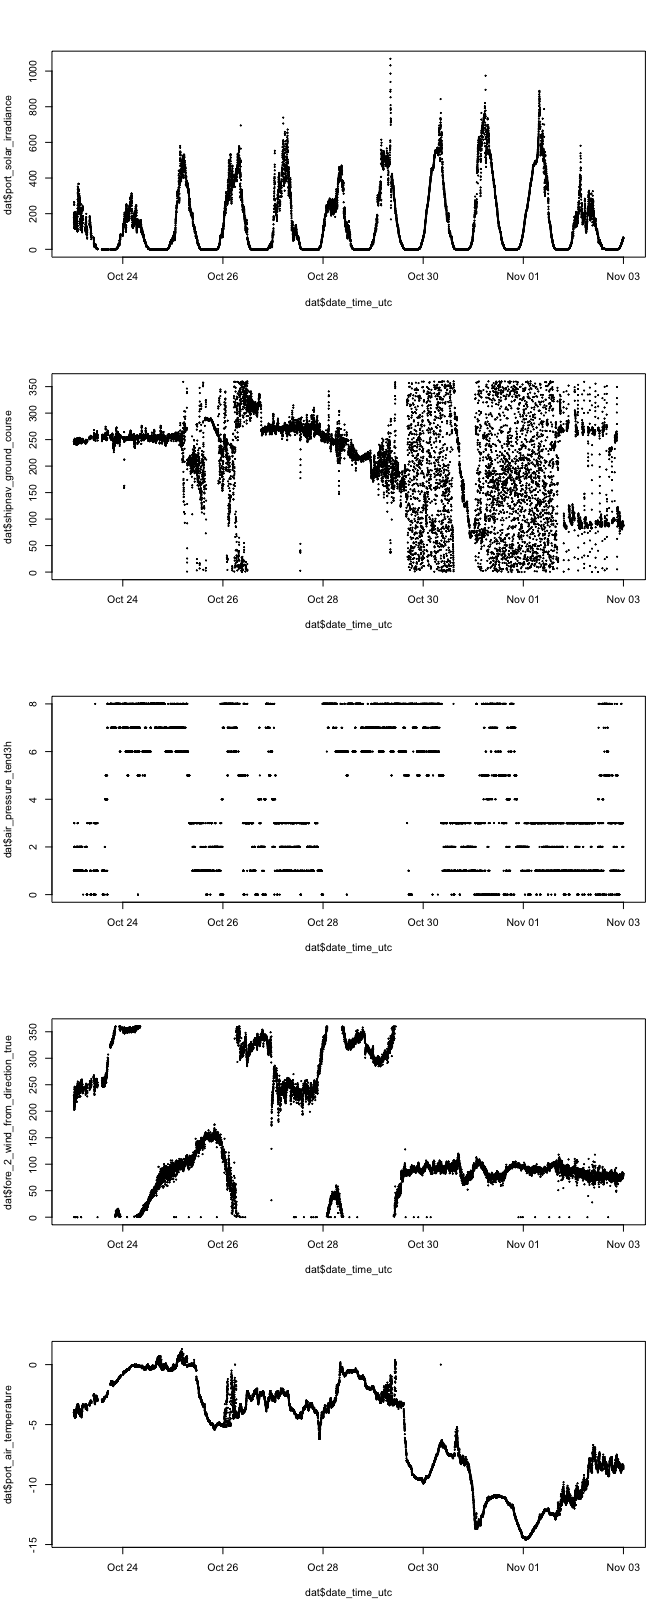 dat$port_solar_irradiance
0 200 400 600 800 1000
Oct 24 Oct 26 Oct 28 Oct 30 Nov 01 Nov 03
dat$date_time_utc
dat$shipnav_ground_course
0 50 100 150 200 250 300 350
Oct 24 Oct 26 Oct 28 Oct 30 Nov 01 Nov 03
dat$date_time_utc
dat$air_pressure_tend3h
0 2 4 6 8
Oct 24 Oct 26 Oct 28 Oct 30 Nov 01 Nov 03
dat$date_time_utc
dat$fore_2_wind_from_direction_true
0 50 100 150 200 250 300 350
Oct 24 Oct 26 Oct 28 Oct 30 Nov 01 Nov 03
dat$date_time_utc
dat$port_air_temperature
-15 -10 -5 0
Oct 24 Oct 26 Oct 28 Oct 30 Nov 01 Nov 03
dat$date_time_utc